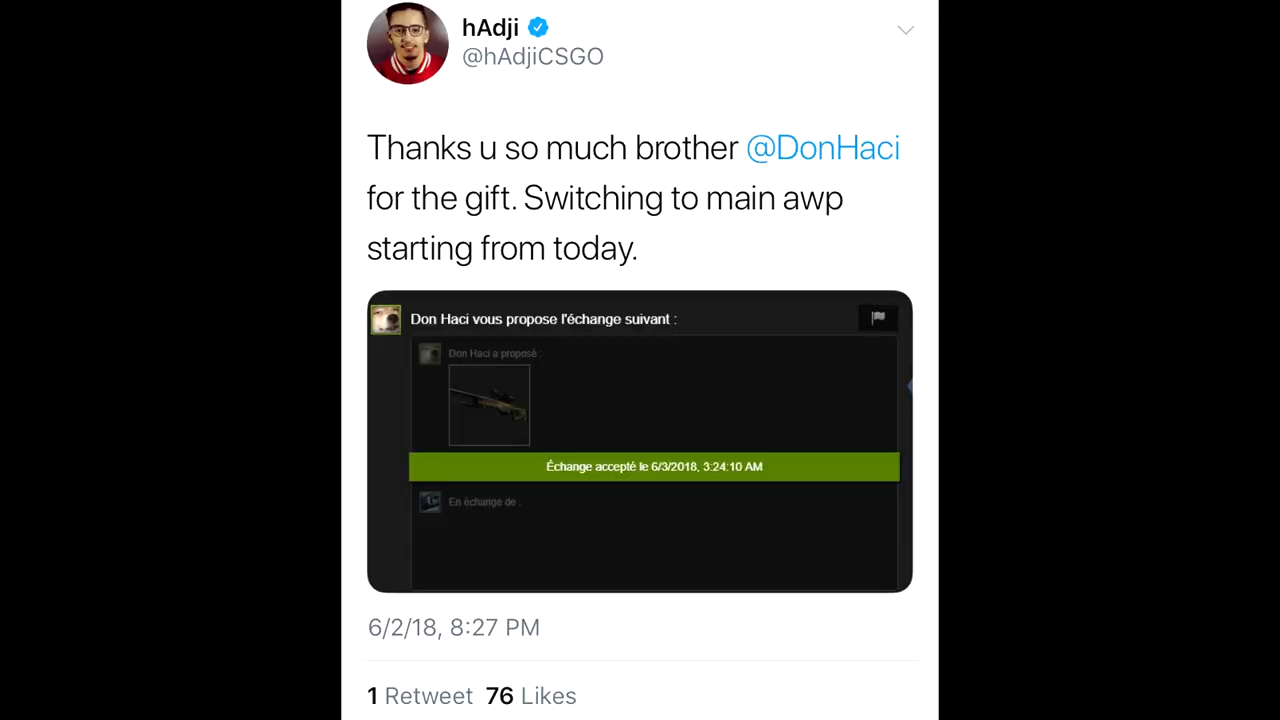 hAdji
@hAdjiCSGO
Thanks u so much brother @DonHaci
for the gift. Switching to main awp
starting from today.
Don Haci vous propose l'échange suivant :
Don Haci a proposé :
Échange accepté le 6/3/2018, 3:24:10 AM
En échange de :
6/2/18, 8:27 PM
1 Retweet 76 Likes